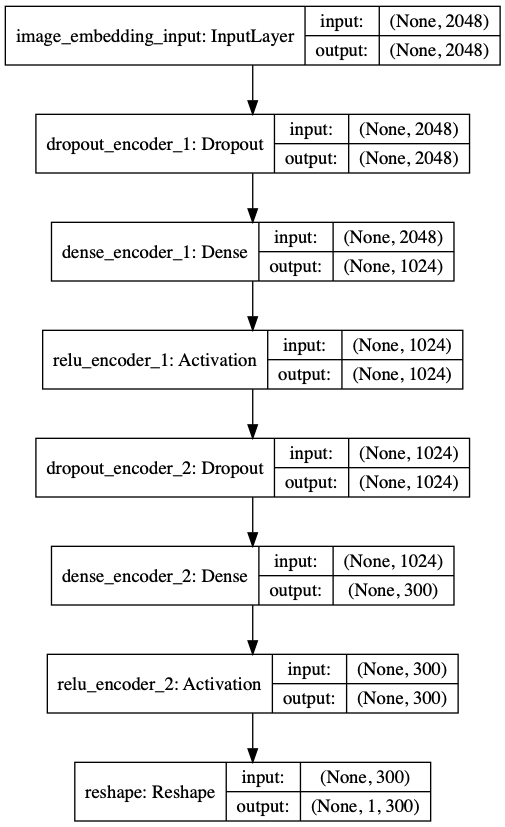 image_embedding_input: InputLayer
input: (None, 2048)
output: (None, 2048)
dropout_encoder_1: Dropout
input: (None, 2048)
output: (None, 2048)
dense_encoder_1: Dense
input: (None, 2048)
output: (None, 1024)
relu_encoder_1: Activation
input: (None, 1024)
output: (None, 1024)
dropout_encoder_2: Dropout
input: (None, 1024)
output: (None, 1024)
dense_encoder_2: Dense
input: (None, 1024)
output: (None, 300)
relu_encoder_2: Activation
input: (None, 300)
output: (None, 300)
reshape: Reshape
input: (None, 300)
output: (None, 1, 300)